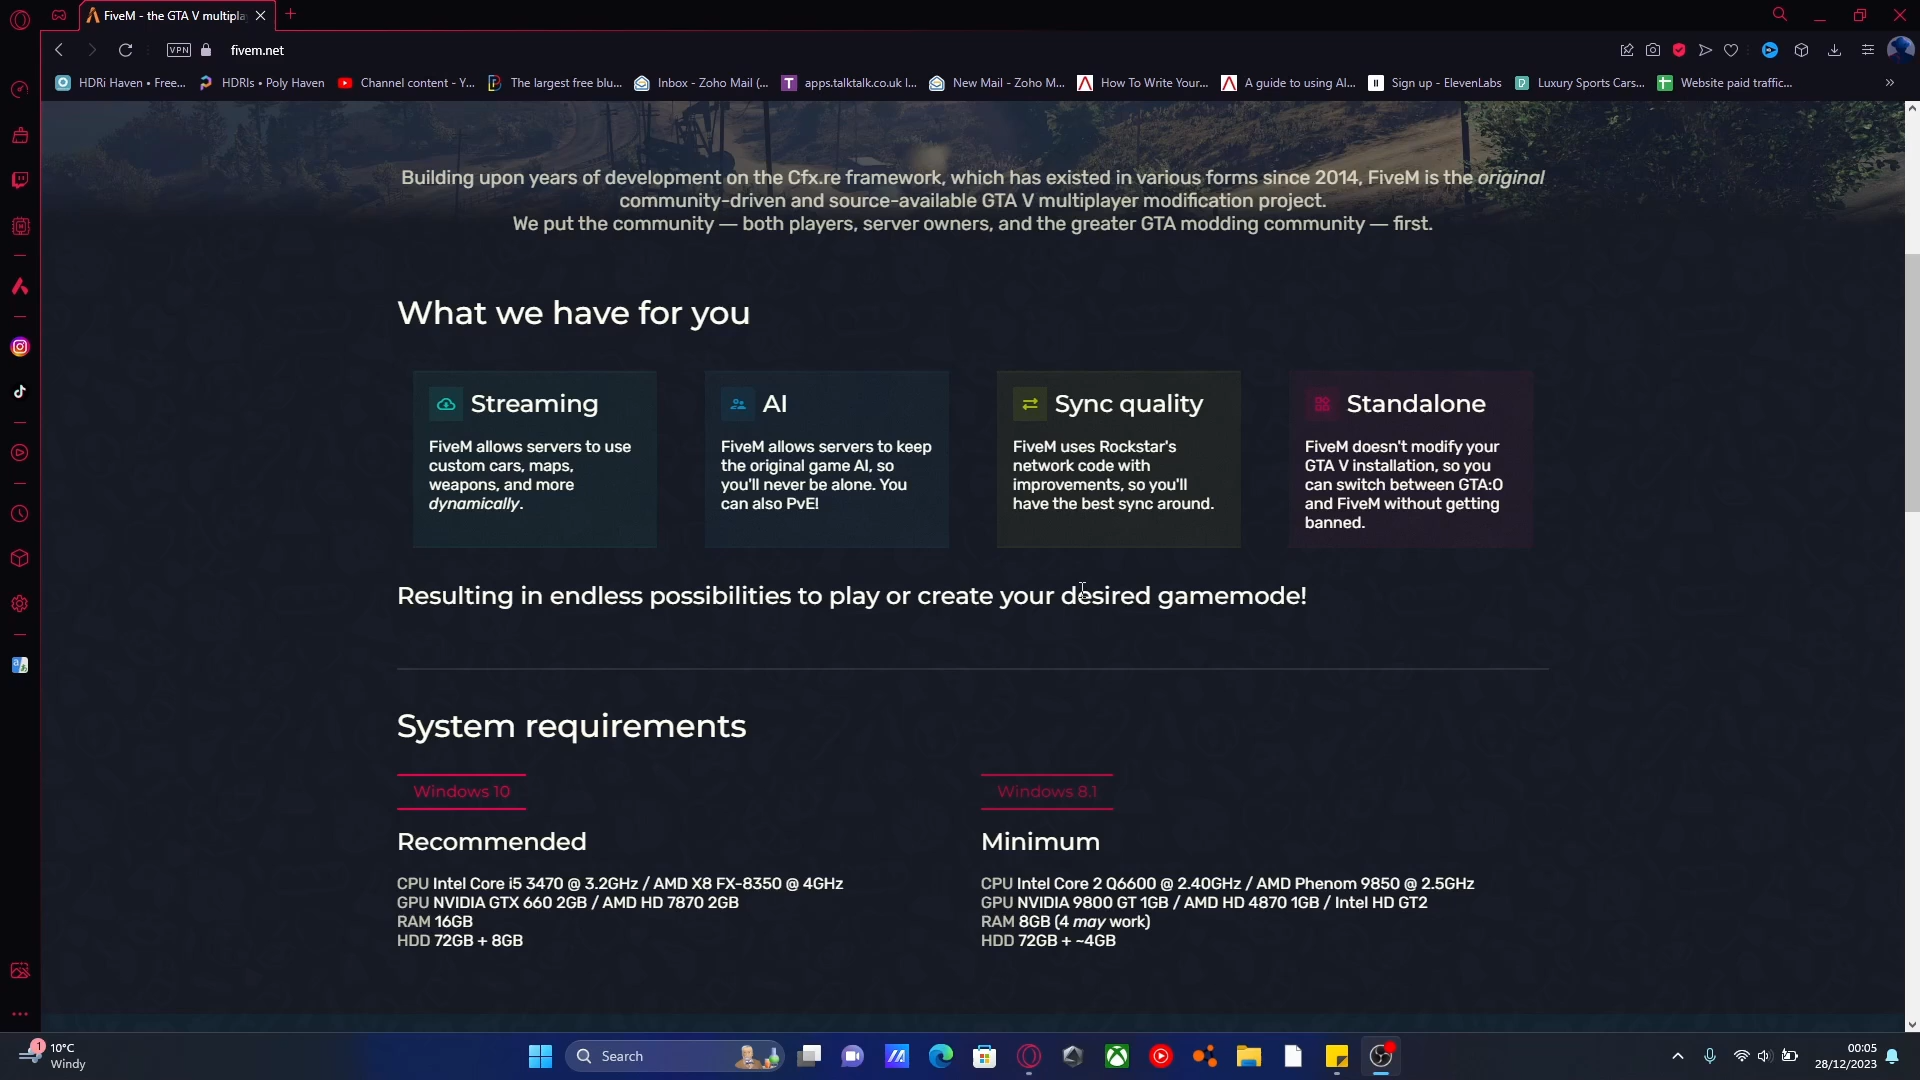 FiveM - the GTA V multipla
VPN
fivem.net
HDRi Haven • Free...
HDRIs • Poly Haven
Channel content - Y...
The largest free blu...
Inbox - Zoho Mail (...
apps.talktalk.co.uk l...
New Mail - Zoho M...
How To Write Your...
A guide to using AI...
Sign up - ElevenLabs
Luxury Sports Cars...
Website paid traffic...
Building upon years of development on the Cfx.re framework, which has existed in various forms since 2014, FiveM is the original
community-driven and source-available GTA V multiplayer modification project.
We put the community — both players, server owners, and the greater GTA modding community — first.
What we have for you
Streaming
FiveM allows servers to use
custom cars, maps,
weapons, and more
dynamically.
AI
FiveM allows servers to keep
the original game AI, so
you'll never be alone. You
can also PvE!
Sync quality
FiveM uses Rockstar's
network code with
improvements, so you'll
have the best sync around.
Standalone
FiveM doesn't modify your
GTA V installation, so you
can switch between GTA:O
and FiveM without getting
banned.
Resulting in endless possibilities to play or create your desired gamemode!
System requirements
Windows 10
Recommended
CPU Intel Core i5 3470 @ 3.2GHz / AMD X8 FX-8350 @ 4GHz
GPU NVIDIA GTX 660 2GB / AMD HD 7870 2GB
RAM 16GB
HDD 72GB + 8GB
Windows 8.1
Minimum
CPU Intel Core 2 Q6600 @ 2.40GHz / AMD Phenom 9850 @ 2.5GHz
GPU NVIDIA 9800 GT 1GB / AMD HD 4870 1GB / Intel HD GT2
RAM 8GB (4 may work)
HDD 72GB + ~4GB
1
10°C
Windy
Search
00:05
28/12/2023